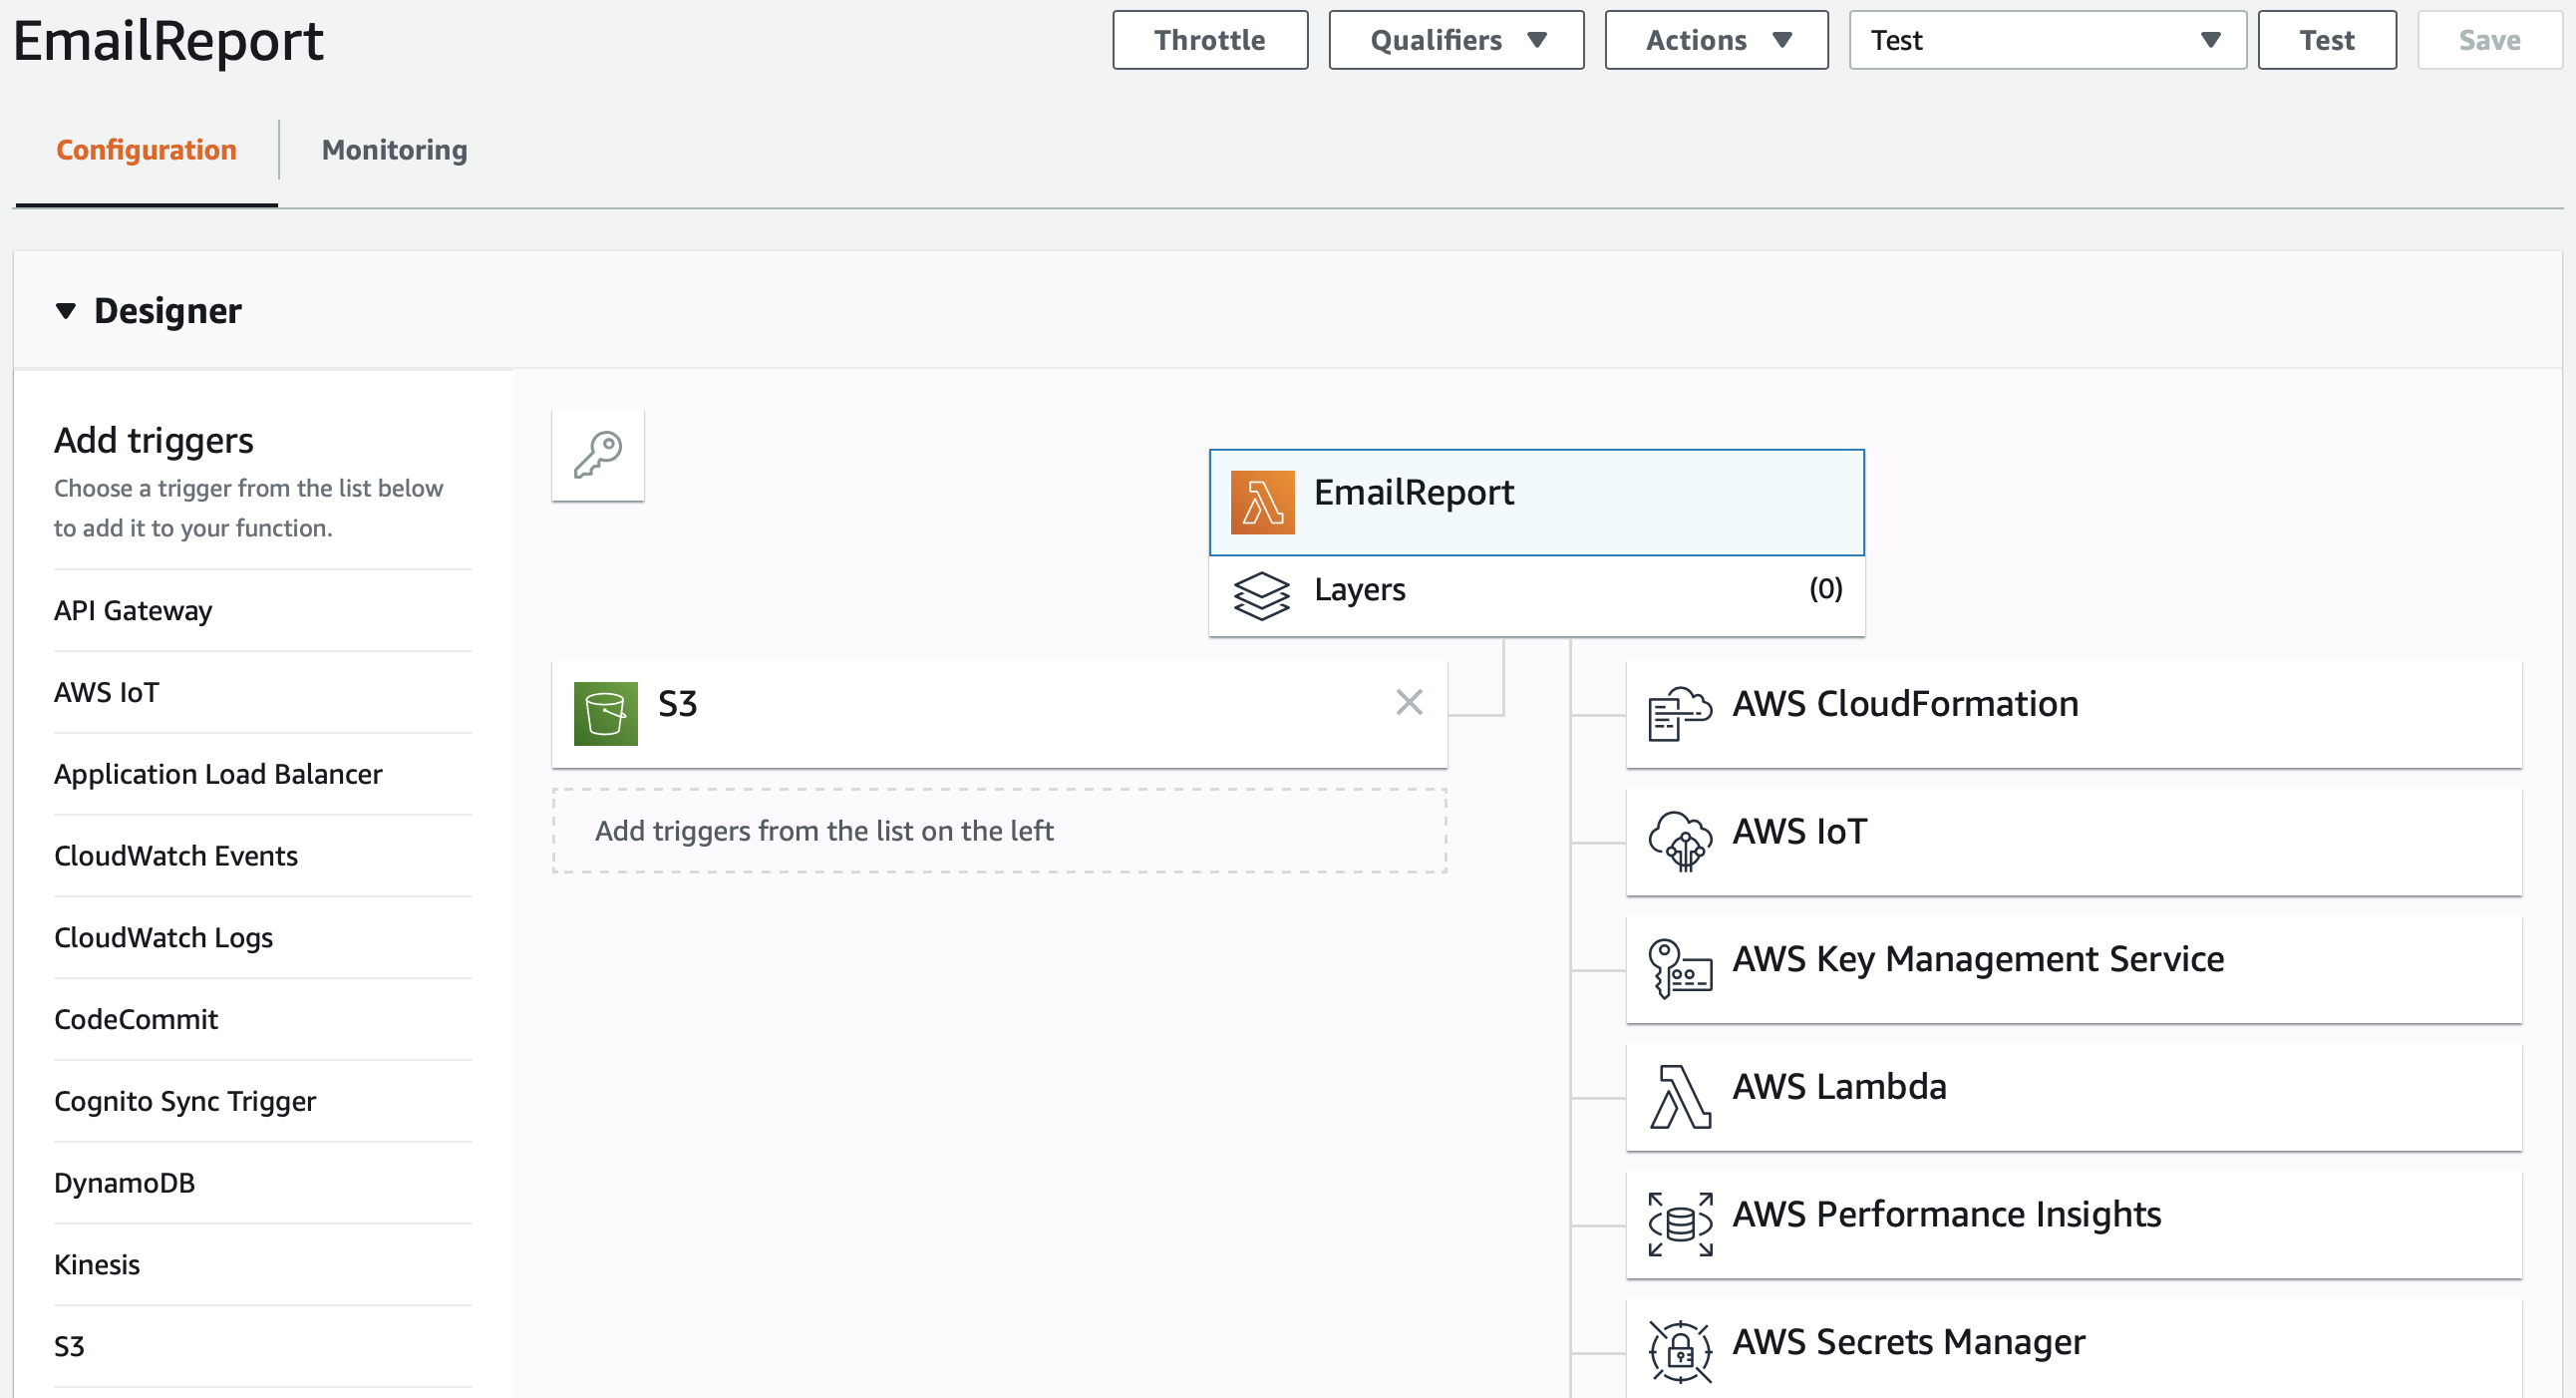 EmailReport
Throttle
Qualifiers
Actions
Test
Test
Save
Configuration
Monitoring
Designer
Add triggers
Choose a trigger from the list below
to add it to your function.
API Gateway
AWS IoT
Application Load Balancer
CloudWatch Events
CloudWatch Logs
CodeCommit
Cognito Sync Trigger
DynamoDB
Kinesis
S3
EmailReport
Layers
(0)
S3
Add triggers from the list on the left
AWS CloudFormation
AWS IoT
AWS Key Management Service
AWS Lambda
AWS Performance Insights
AWS Secrets Manager